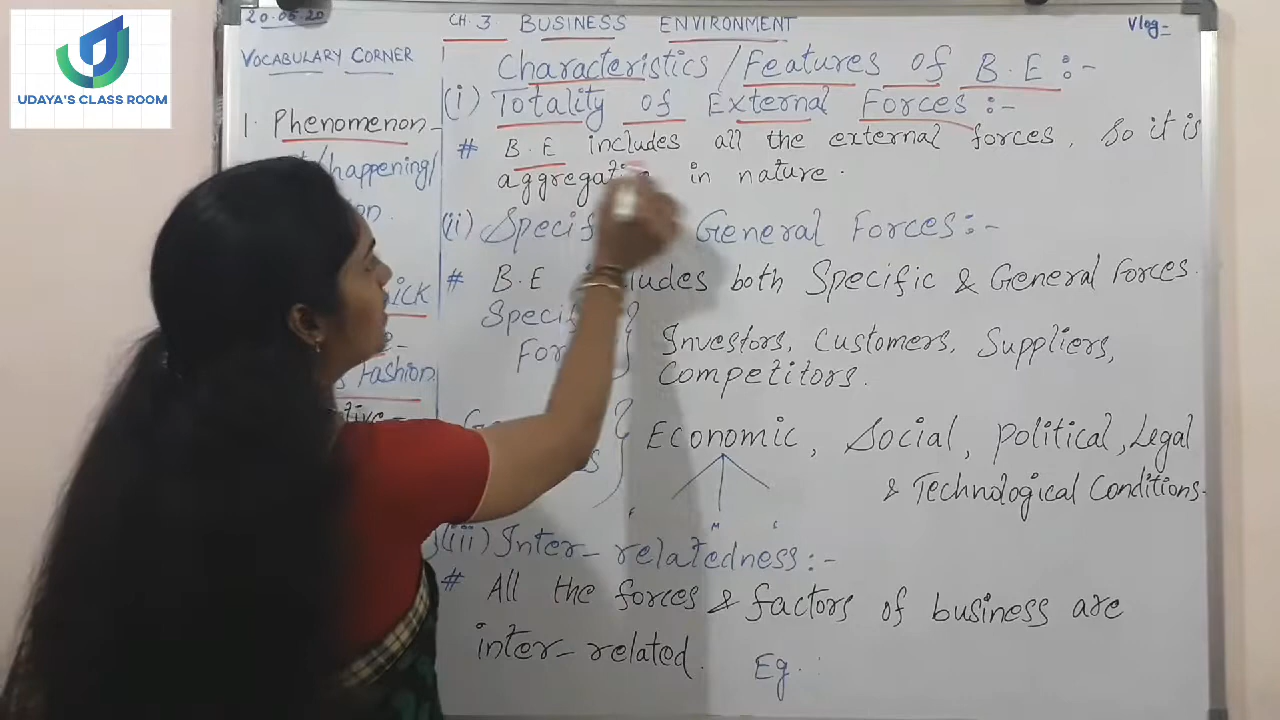 20.05.20
CH. 3 BUSINESS ENVIRONMENT
Vlog-
UDAYA'S CLASS ROOM
VOCABULARY CORNER
1. Phenomenon-
/happening/
Fashion
Characteristics / Features of B.E :-
(i) Totality of External Forces :-
# B.E includes all the external forces, So it is
in nature.
(ii) General Forces :-
# B.E both Specific & General Forces.
Investors, Customers, Suppliers,
Competitors.
Economic, Social, Political, Legal
& Technological Conditions.
F M C
(iii) Inter-relatedness :-
# All the forces & factors of business are
inter-related. Eg.